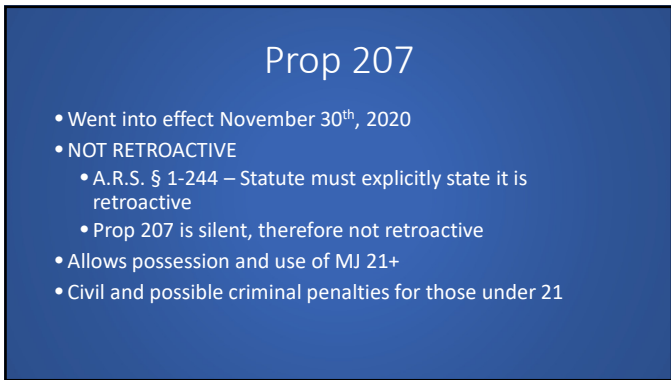 Prop 207
• Went into effect November 30th, 2020
• NOT RETROACTIVE
• A.R.S. § 1-244 – Statute must explicitly state it is
retroactive
• Prop 207 is silent, therefore not retroactive
• Allows possession and use of MJ 21+
• Civil and possible criminal penalties for those under 21